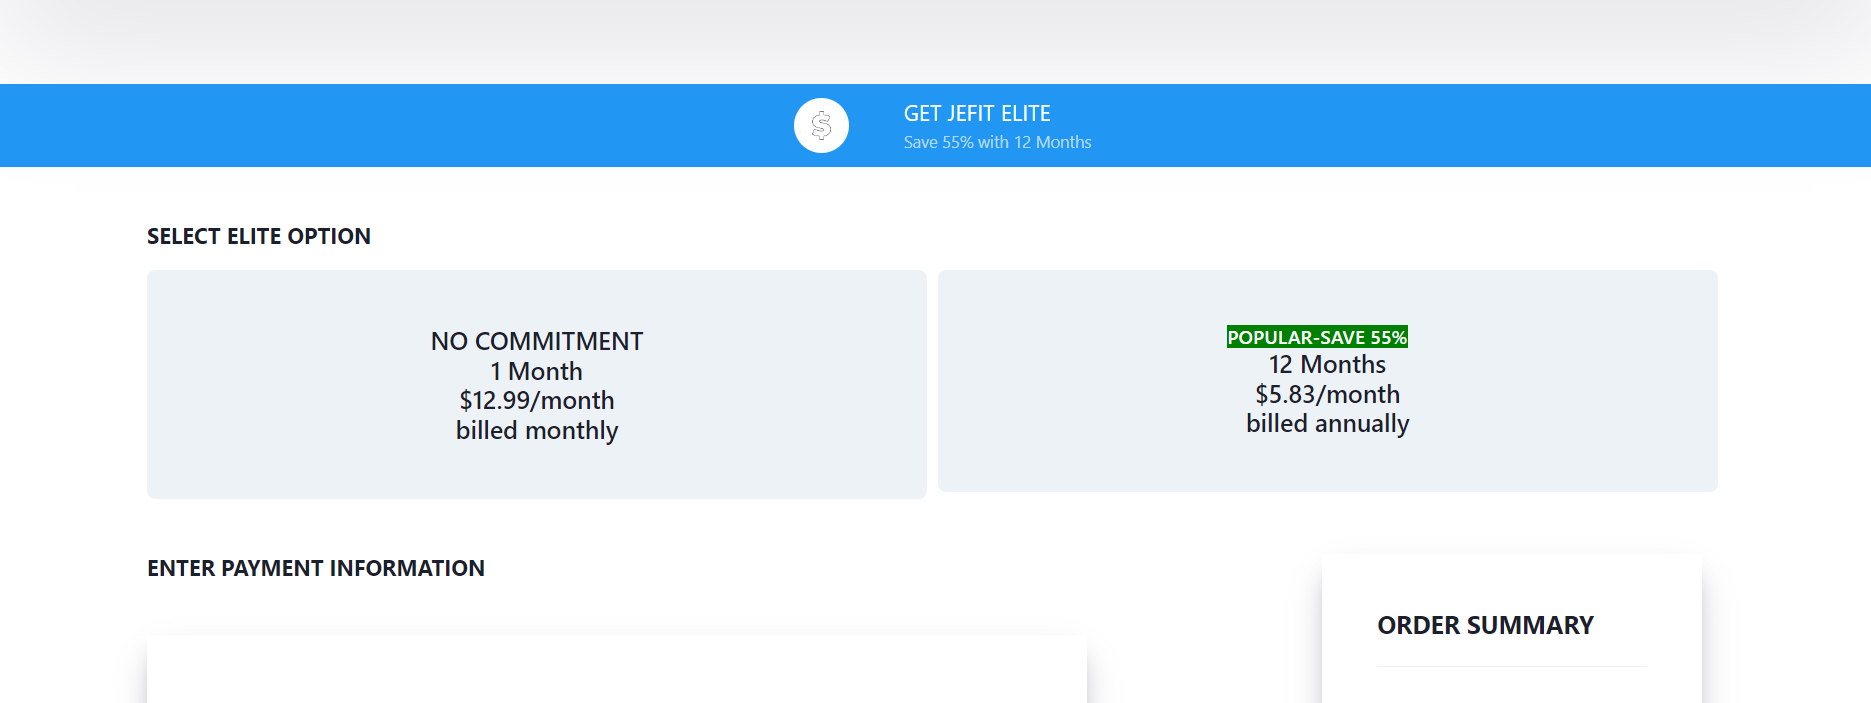 $
GET JEFIT ELITE
Save 55% with 12 Months
SELECT ELITE OPTION
NO COMMITMENT
1 Month
$12.99/month
billed monthly
POPULAR-SAVE 55%
12 Months
$5.83/month
billed annually
ENTER PAYMENT INFORMATION
ORDER SUMMARY